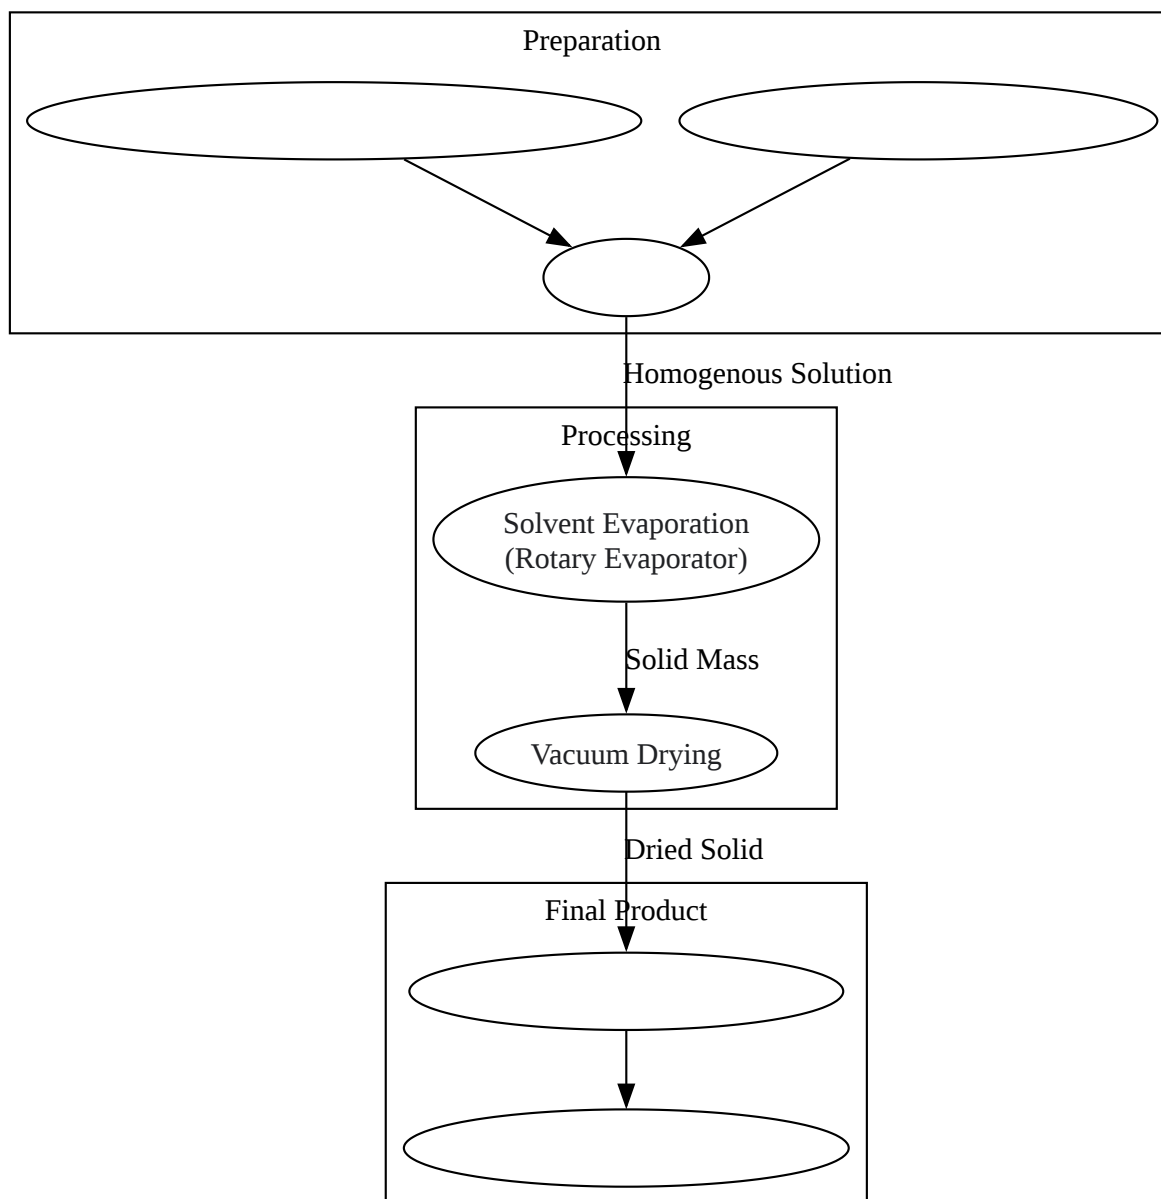 Preparation
Homogenous Solution
Processing
Solvent Evaporation
(Rotary Evaporator)
Solid Mass
Vacuum Drying
Dried Solid
Final Product